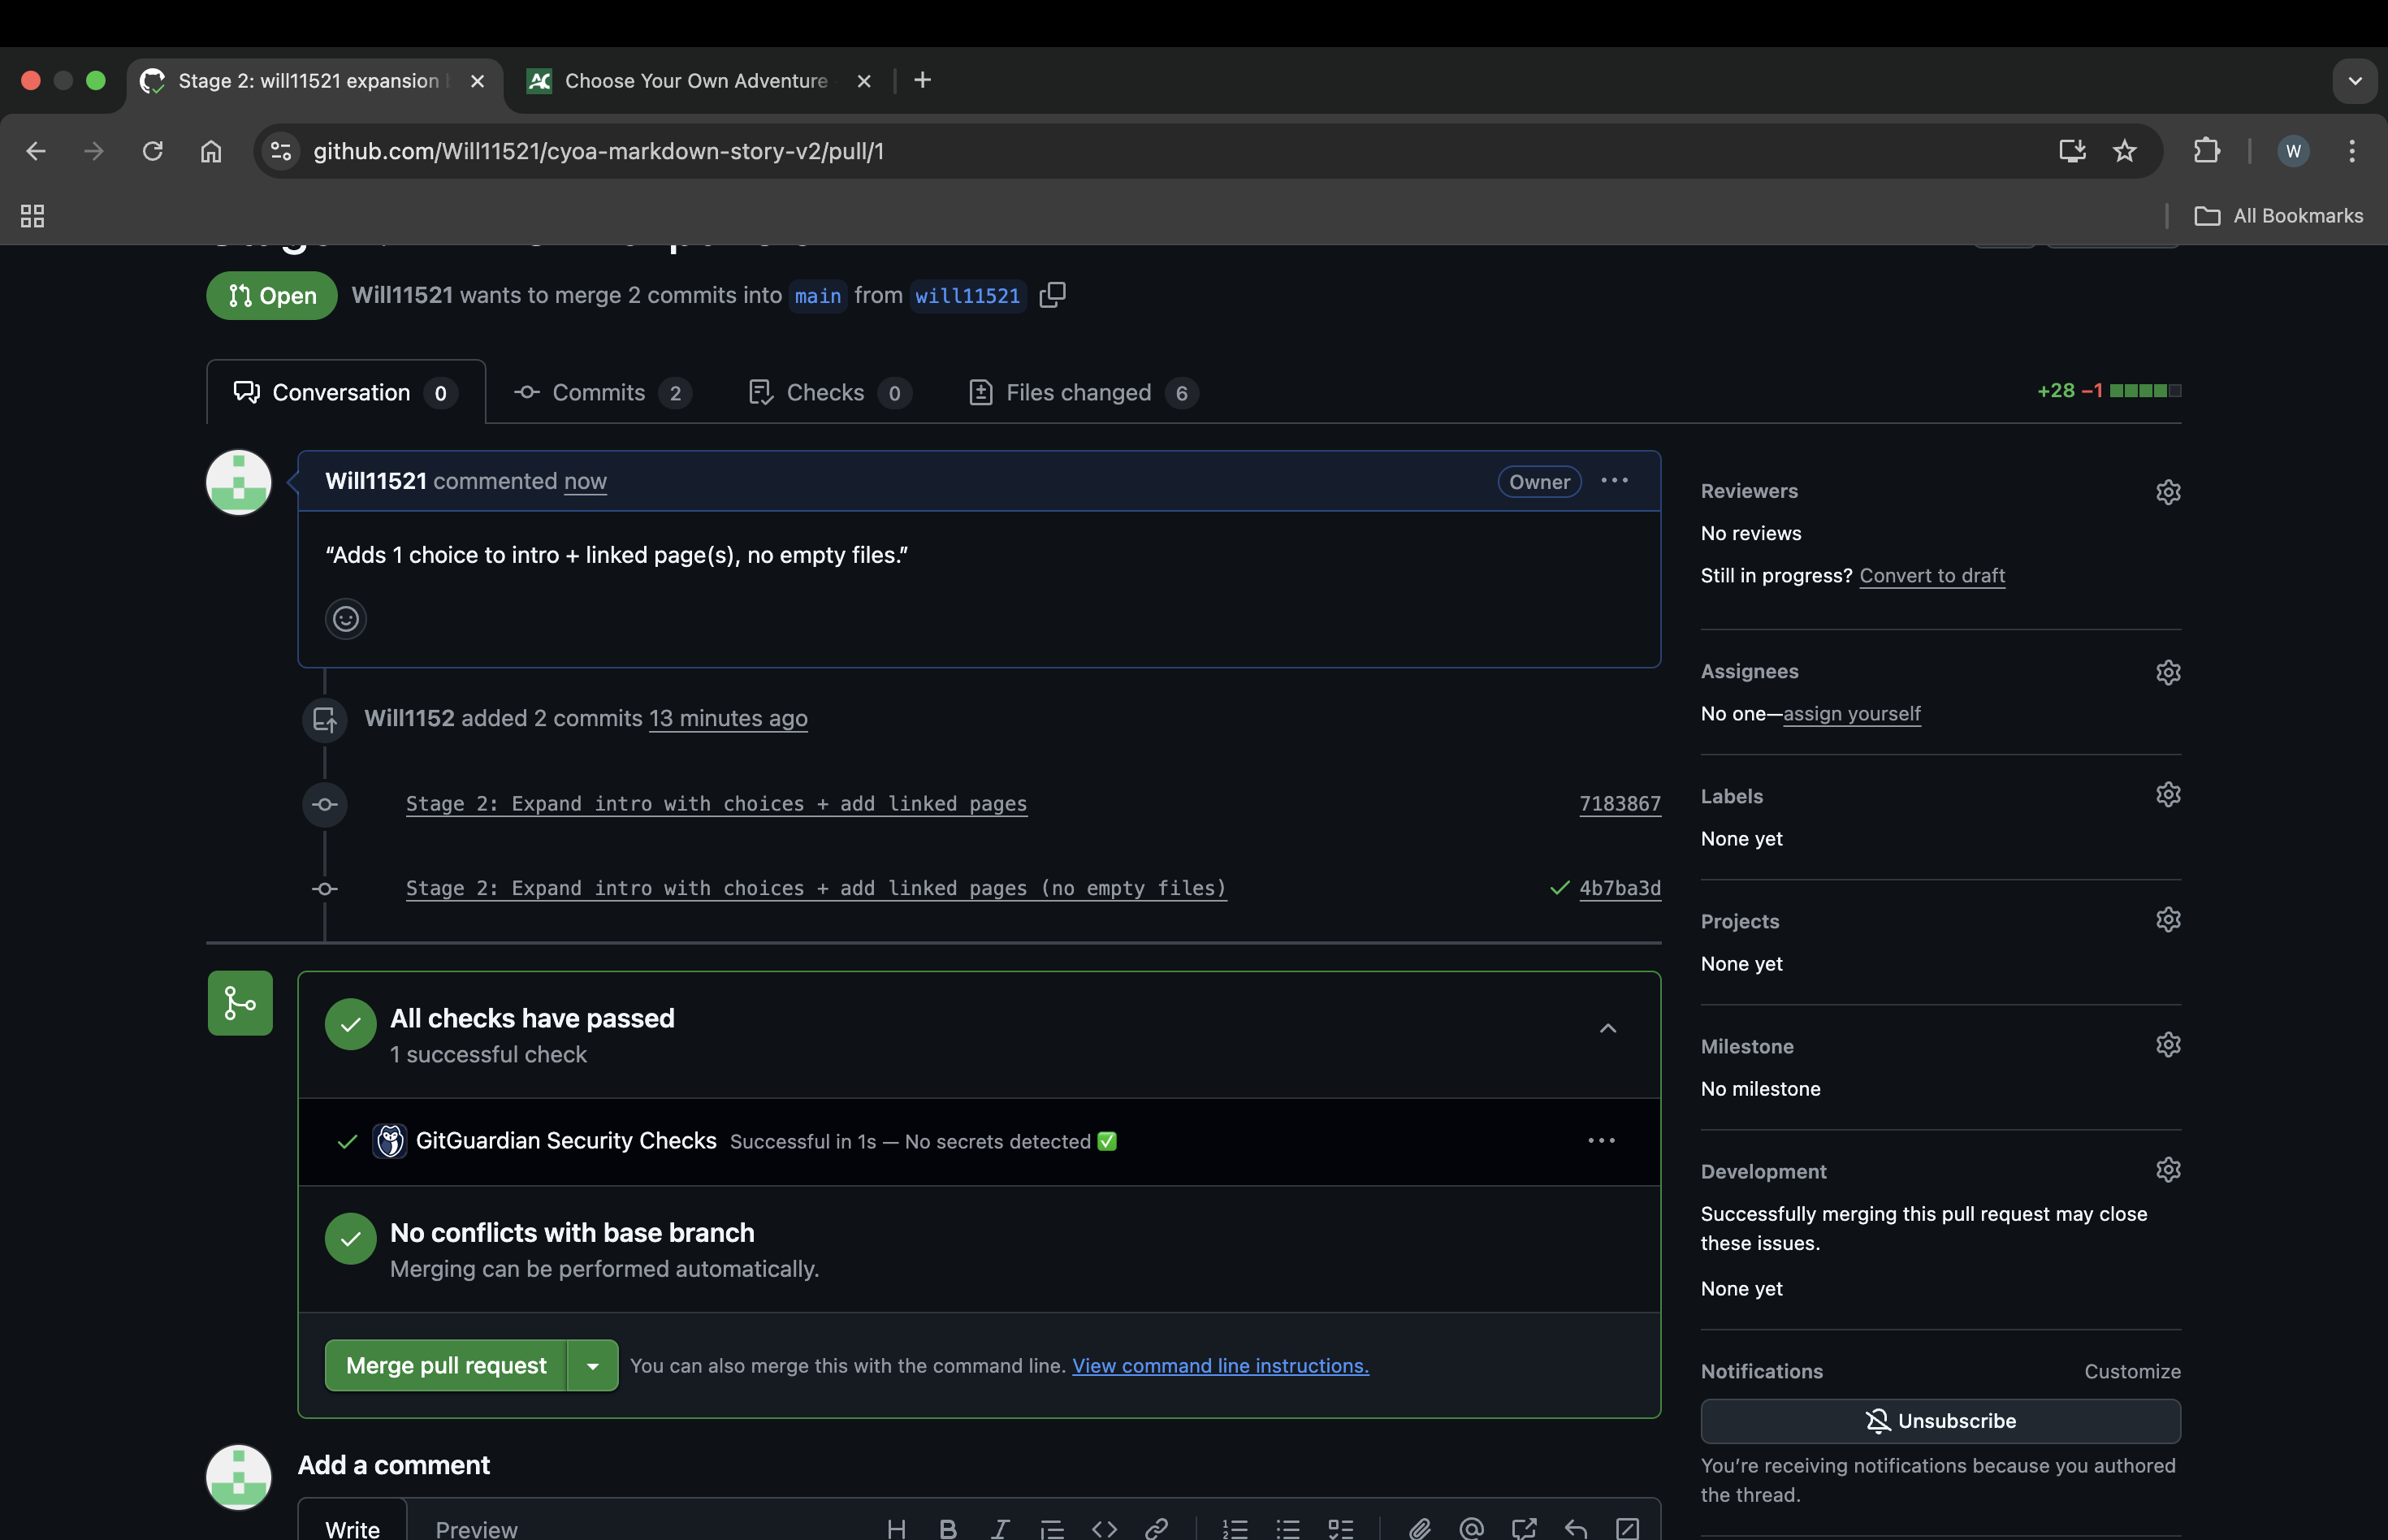 Stage 2: will11521 expansion
Choose Your Own Adventure
github.com/Will11521/cyoa-markdown-story-v2/pull/1
W
All Bookmarks
Open
Will11521 wants to merge 2 commits into main from will11521
Conversation 0
Commits 2
Checks 0
Files changed 6
+28 −1
Will11521 commented now
Owner
“Adds 1 choice to intro + linked page(s), no empty files.”
Will1152 added 2 commits 13 minutes ago
Stage 2: Expand intro with choices + add linked pages
7183867
Stage 2: Expand intro with choices + add linked pages (no empty files)
4b7ba3d
All checks have passed
1 successful check
GitGuardian Security Checks Successful in 1s — No secrets detected ✅
No conflicts with base branch
Merging can be performed automatically.
Merge pull request
You can also merge this with the command line. View command line instructions.
Add a comment
Write
Preview
Reviewers
No reviews
Still in progress? Convert to draft
Assignees
No one—assign yourself
Labels
None yet
Projects
None yet
Milestone
No milestone
Development
Successfully merging this pull request may close
these issues.
None yet
Notifications
Customize
Unsubscribe
You’re receiving notifications because you authored
the thread.